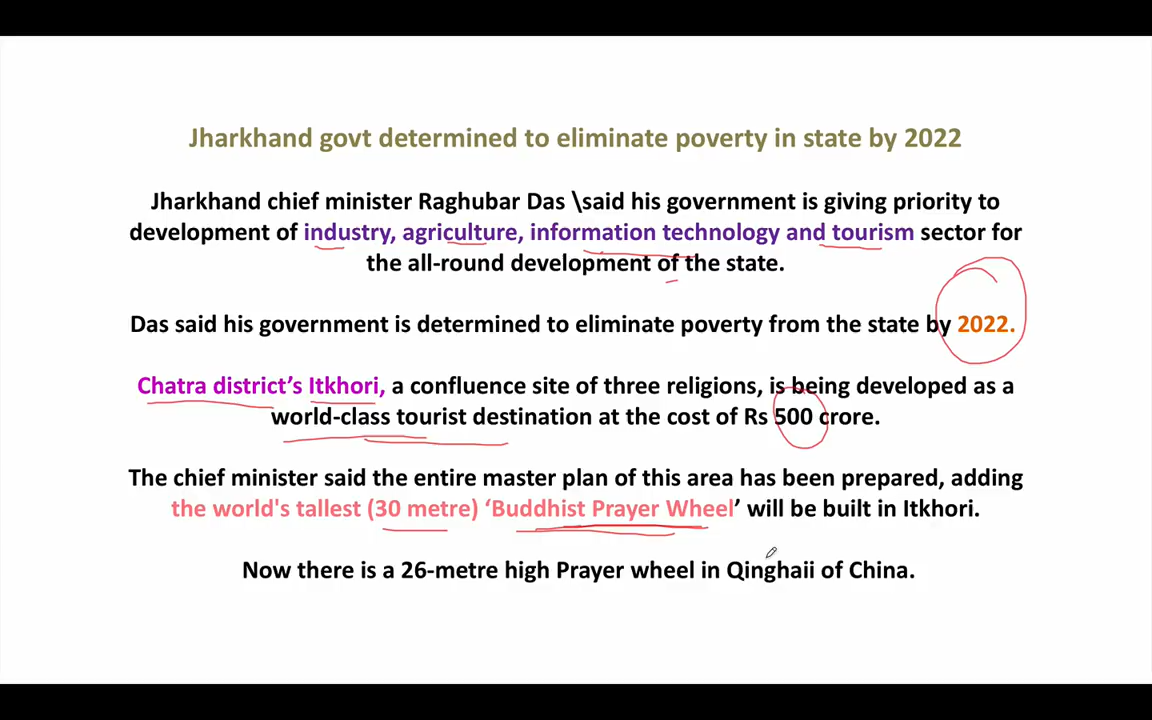 Jharkhand govt determined to eliminate poverty in state by 2022
Jharkhand chief minister Raghubar Das \said his government is giving priority to
development of industry, agriculture, information technology and tourism sector for
the all-round development of the state.
Das said his government is determined to eliminate poverty from the state by 2022.
Chatra district’s Itkhori, a confluence site of three religions, is being developed as a
world-class tourist destination at the cost of Rs 500 crore.
The chief minister said the entire master plan of this area has been prepared, adding
the world's tallest (30 metre) ‘Buddhist Prayer Wheel’ will be built in Itkhori.
Now there is a 26-metre high Prayer wheel in Qinghaii of China.